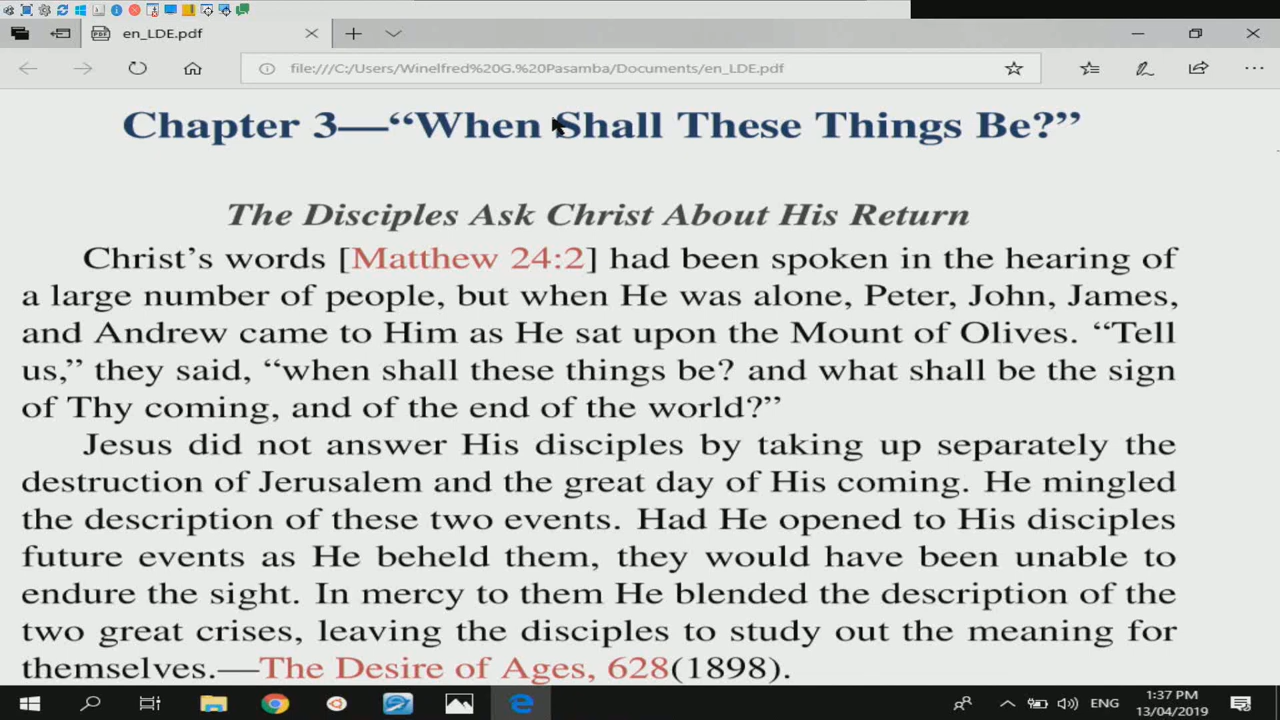 en_LDE.pdf
file:///C:/Users/Winelfred%20G.%20Pasamba/Documents/en_LDE.pdf
Chapter 3—“When Shall These Things Be?”
The Disciples Ask Christ About His Return
Christ’s words [Matthew 24:2] had been spoken in the hearing of
a large number of people, but when He was alone, Peter, John, James,
and Andrew came to Him as He sat upon the Mount of Olives. “Tell
us,” they said, “when shall these things be? and what shall be the sign
of Thy coming, and of the end of the world?”
Jesus did not answer His disciples by taking up separately the
destruction of Jerusalem and the great day of His coming. He mingled
the description of these two events. Had He opened to His disciples
future events as He beheld them, they would have been unable to
endure the sight. In mercy to them He blended the description of the
two great crises, leaving the disciples to study out the meaning for
themselves.—The Desire of Ages, 628(1898).
ENG
1:37 PM
13/04/2019